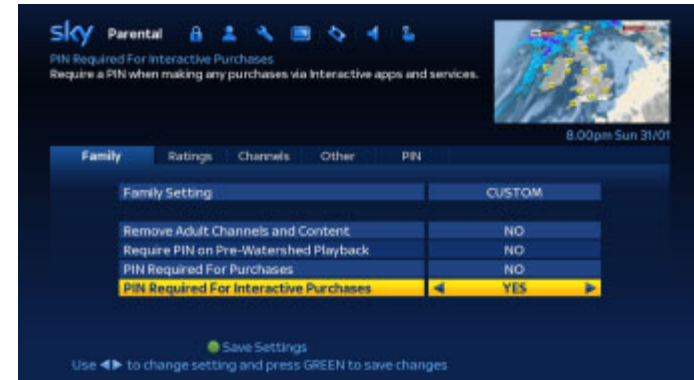 sky Parental
PIN Required For Interactive Purchases
Require a PIN when making any purchases via Interactive apps and services.
8.00pm Sun 31/01
Family Ratings Channels Other PIN
Family Setting CUSTOM
Remove Adult Channels and Content NO
Require PIN on Pre-Watershed Playback NO
PIN Required For Purchases NO
PIN Required For Interactive Purchases YES
Save Settings
Use ◀▶ to change setting and press GREEN to save changes